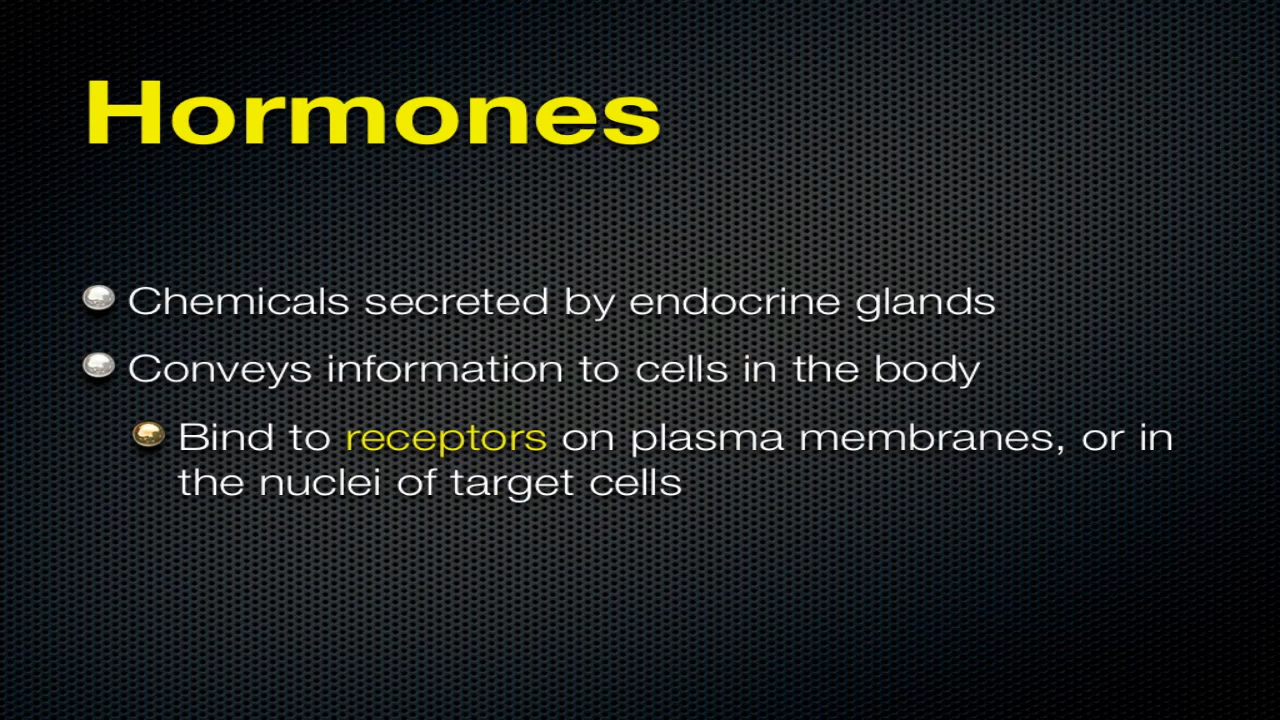 Hormones
Chemicals secreted by endocrine glands
Conveys information to cells in the body
Bind to receptors on plasma membranes, or in
the nuclei of target cells